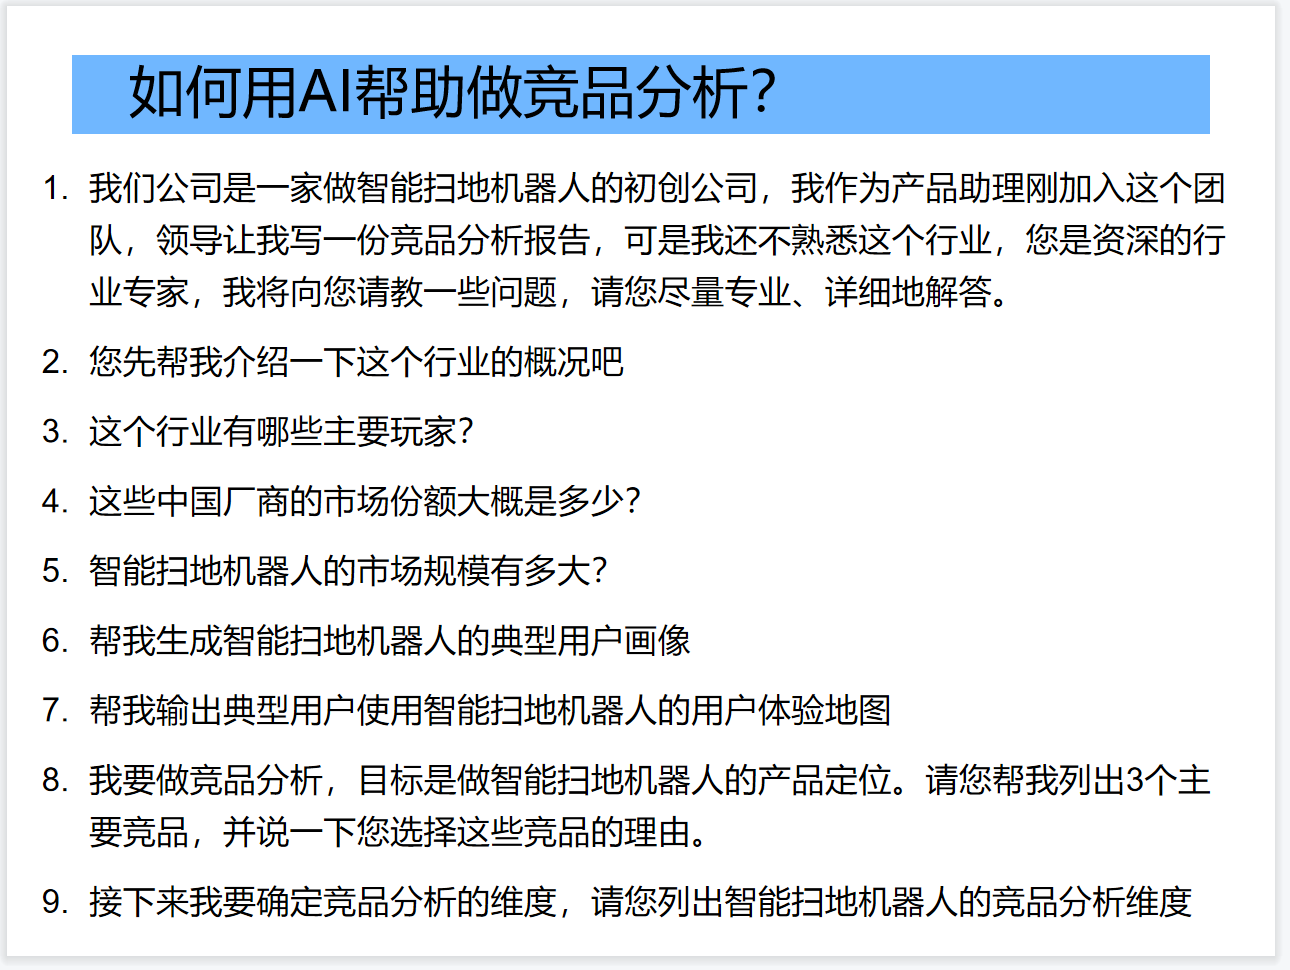 如何用AI帮助做竞品分析？
1. 我们公司是一家做智能扫地机器人的初创公司，我作为产品助理刚加入这个团
队，领导让我写一份竞品分析报告，可是我还不熟悉这个行业，您是资深的行
业专家，我将向您请教一些问题，请您尽量专业、详细地解答。
2. 您先帮我介绍一下这个行业的概况吧
3. 这个行业有哪些主要玩家？
4. 这些中国厂商的市场份额大概是多少？
5. 智能扫地机器人的市场规模有多大？
6. 帮我生成智能扫地机器人的典型用户画像
7. 帮我输出典型用户使用智能扫地机器人的用户体验地图
8. 我要做竞品分析，目标是做智能扫地机器人的产品定位。请您帮我列出3个主
要竞品，并说一下您选择这些竞品的理由。
9. 接下来我要确定竞品分析的维度，请您列出智能扫地机器人的竞品分析维度